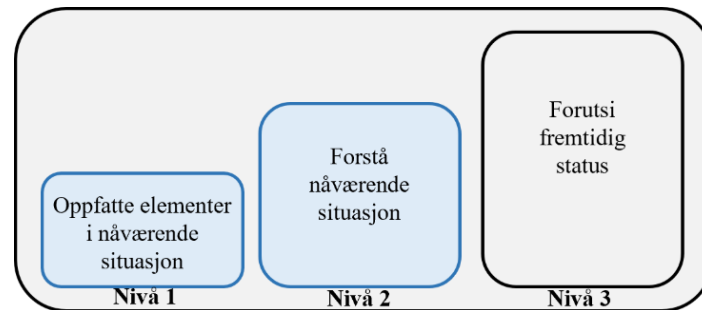 Oppfatte elementer
i nåværende
situasjon
Nivå 1
Forstå
nåværende
situasjon
Nivå 2
Forutsi
fremtidig
status
Nivå 3